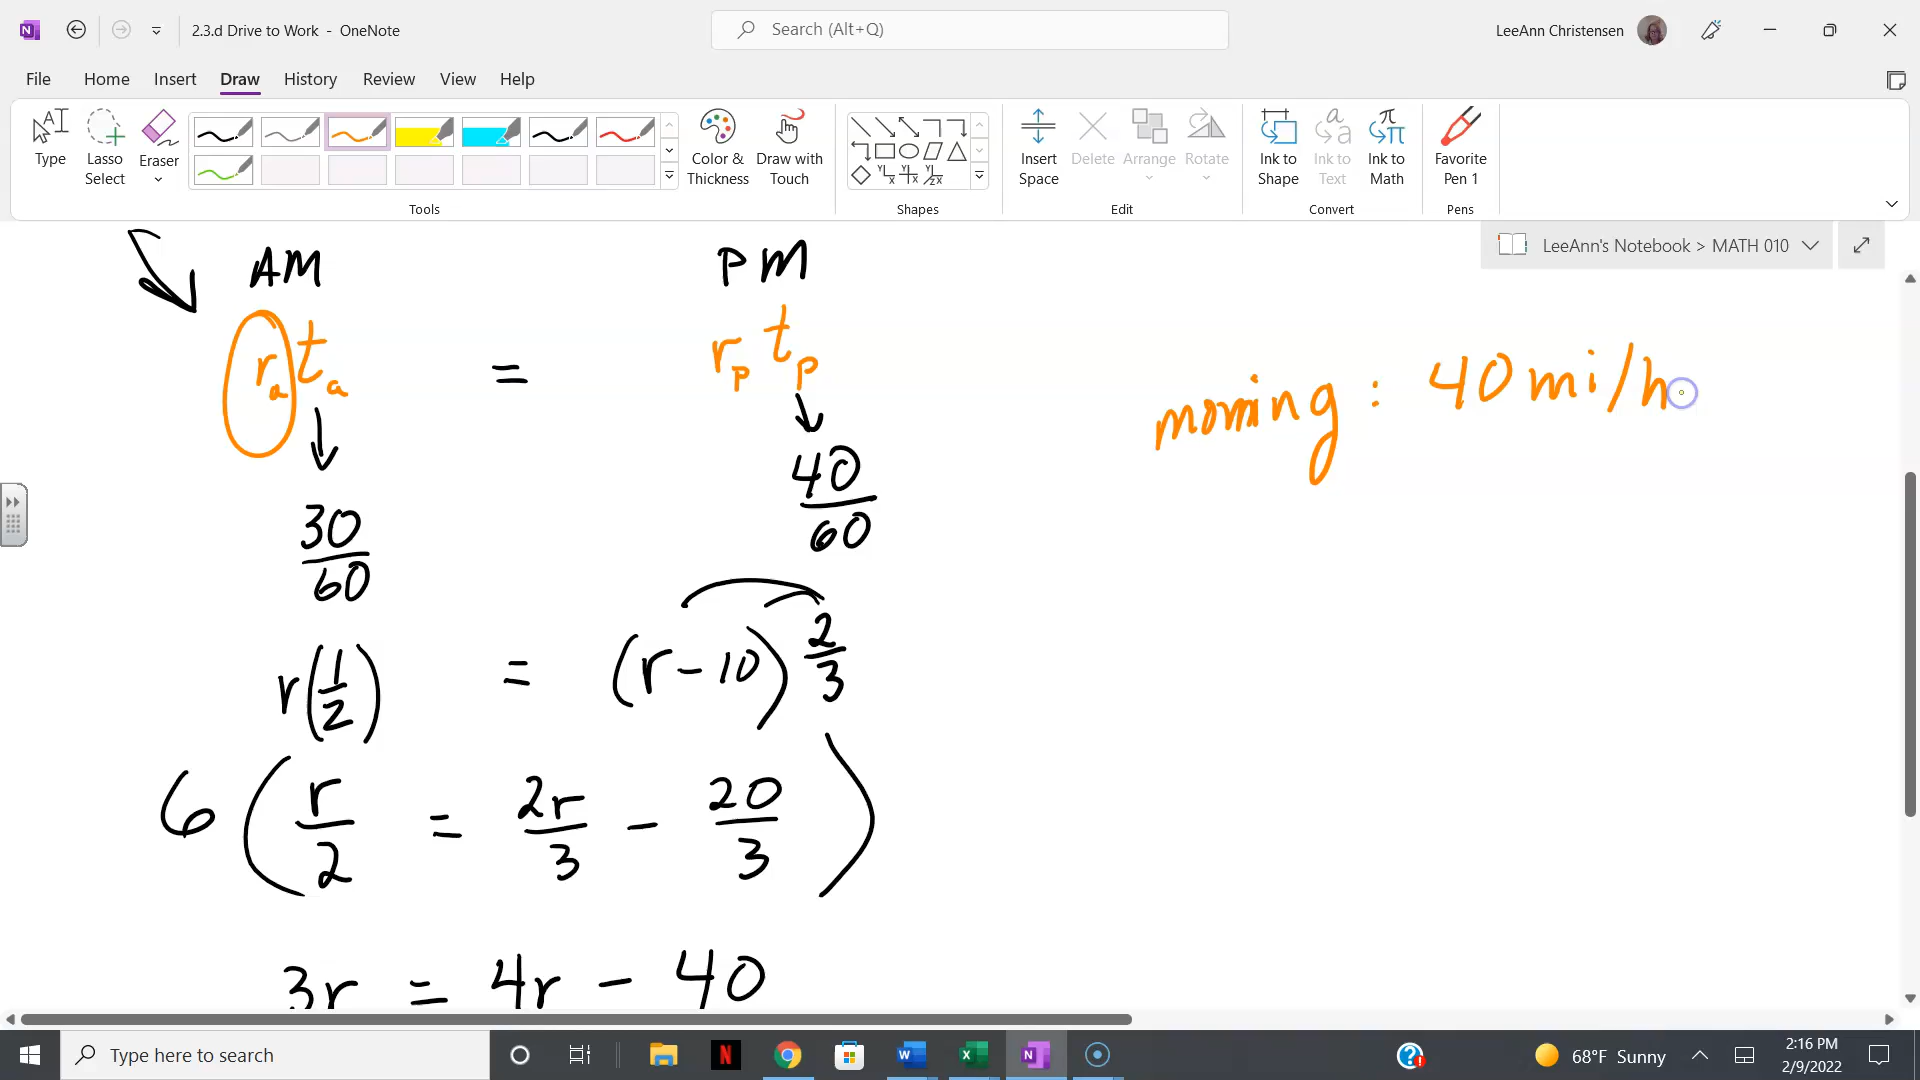 2.3.d Drive to Work - OneNote
Search (Alt+Q)
LeeAnn Christensen
File Home Insert Draw History Review View Help
Type
Lasso Select
Eraser
Color & Thickness
Draw with Touch
Insert Space
Delete
Arrange
Rotate
Ink to Shape
Ink to Text
Ink to Math
Favorite Pen 1
Tools Shapes Edit Convert Pens
LeeAnn's Notebook > MATH 010
AM PM
r_a t_a = r_p t_p
30/60 40/60
morning: 40 mi/h
r(1/2) = (r - 10) 2/3
6 ( r/2 = 2r/3 - 20/3 )
3r = 4r - 40
Type here to search
68°F Sunny
2:16 PM
2/9/2022